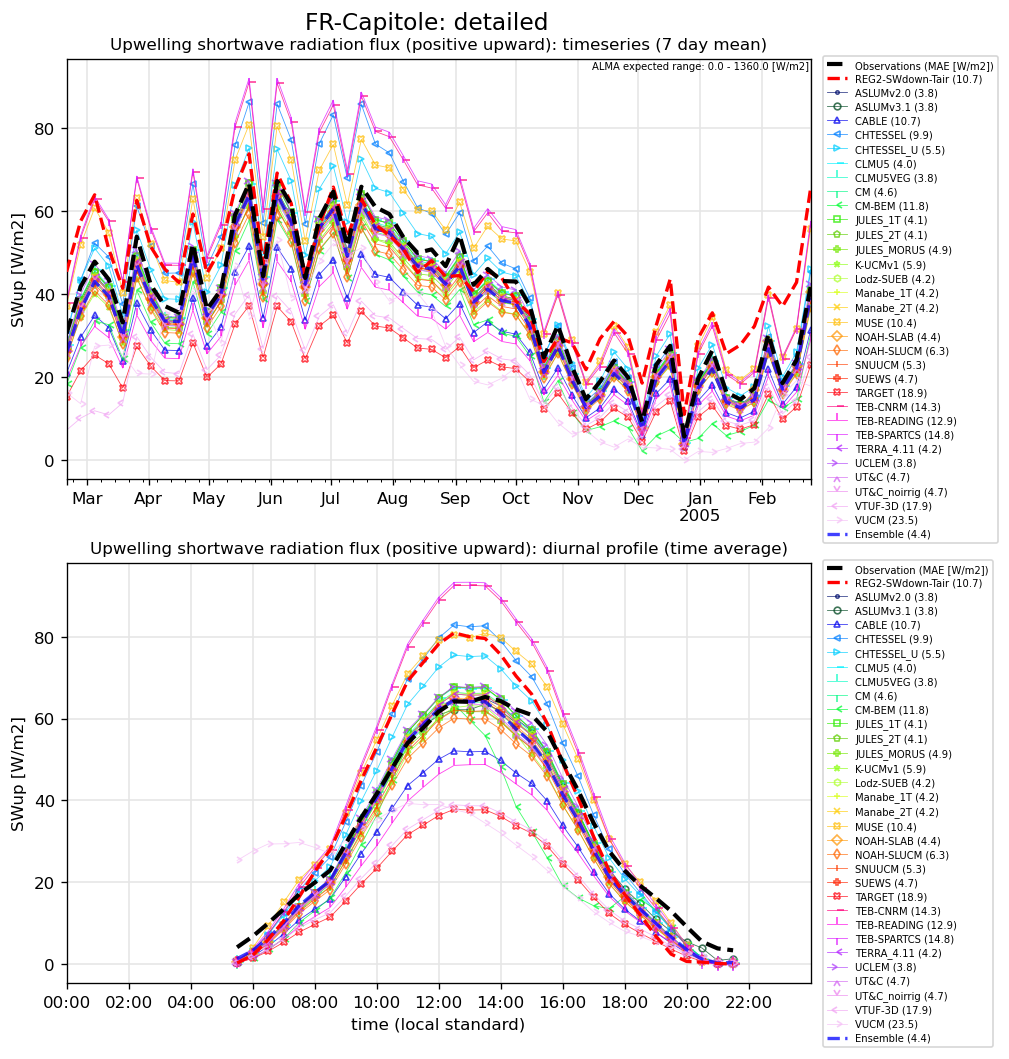 FR-Capitole: detailed
Upwelling shortwave radiation flux (positive upward): timeseries (7 day mean)
ALMA expected range: 0.0 - 1360.0 [W/m2]
SWup [W/m2]
80
60
40
20
0
Mar Apr May Jun Jul Aug Sep Oct Nov Dec Jan Feb
2005
Observations (MAE [W/m2])
REG2-SWdown-Tair (10.7)
ASLUMv2.0 (3.8)
ASLUMv3.1 (3.8)
CABLE (10.7)
CHTESSEL (9.9)
CHTESSEL_U (5.5)
CLMU5 (4.0)
CLMU5VEG (3.8)
CM (4.6)
CM-BEM (11.8)
JULES_1T (4.1)
JULES_2T (4.1)
JULES_MORUS (4.9)
K-UCMv1 (5.9)
Lodz-SUEB (4.2)
Manabe_1T (4.2)
Manabe_2T (4.2)
MUSE (10.4)
NOAH-SLAB (4.4)
NOAH-SLUCM (6.3)
SNUUCM (5.3)
SUEWS (4.7)
TARGET (18.9)
TEB-CNRM (14.3)
TEB-READING (12.9)
TEB-SPARTCS (14.8)
TERRA_4.11 (4.2)
UCLEM (3.8)
UT&C (4.7)
UT&C_noirrig (4.7)
VTUF-3D (17.9)
VUCM (23.5)
Ensemble (4.4)
Upwelling shortwave radiation flux (positive upward): diurnal profile (time average)
SWup [W/m2]
80
60
40
20
0
00:00 02:00 04:00 06:00 08:00 10:00 12:00 14:00 16:00 18:00 20:00 22:00
time (local standard)
Observation (MAE [W/m2])
REG2-SWdown-Tair (10.7)
ASLUMv2.0 (3.8)
ASLUMv3.1 (3.8)
CABLE (10.7)
CHTESSEL (9.9)
CHTESSEL_U (5.5)
CLMU5 (4.0)
CLMU5VEG (3.8)
CM (4.6)
CM-BEM (11.8)
JULES_1T (4.1)
JULES_2T (4.1)
JULES_MORUS (4.9)
K-UCMv1 (5.9)
Lodz-SUEB (4.2)
Manabe_1T (4.2)
Manabe_2T (4.2)
MUSE (10.4)
NOAH-SLAB (4.4)
NOAH-SLUCM (6.3)
SNUUCM (5.3)
SUEWS (4.7)
TARGET (18.9)
TEB-CNRM (14.3)
TEB-READING (12.9)
TEB-SPARTCS (14.8)
TERRA_4.11 (4.2)
UCLEM (3.8)
UT&C (4.7)
UT&C_noirrig (4.7)
VTUF-3D (17.9)
VUCM (23.5)
Ensemble (4.4)